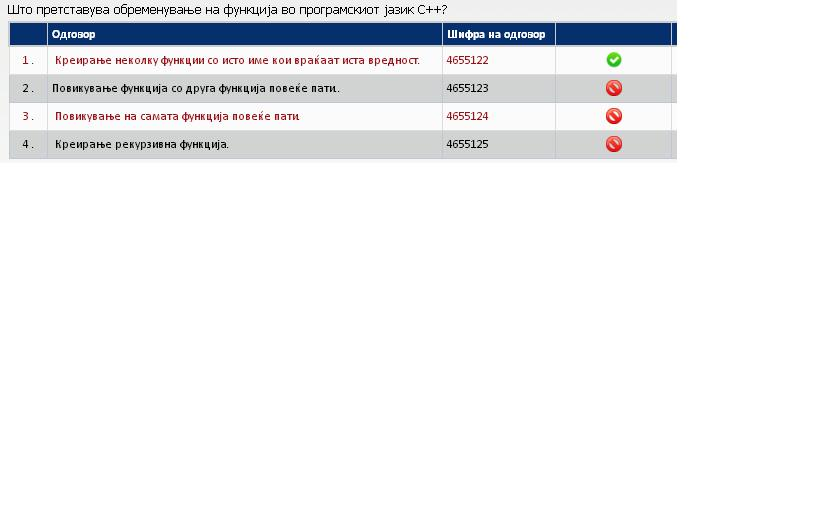 Што претставува обременување на функција во програмскиот јазик C++?
Одговор Шифра на одговор
1. Креирање неколку функции со исто име кои враќаат иста вредност. 4655122
2. Повикување функција со друга функција повеќе пати.. 4655123
3. Повикување на самата функција повеќе пати. 4655124
4. Креирање рекурзивна функција. 4655125